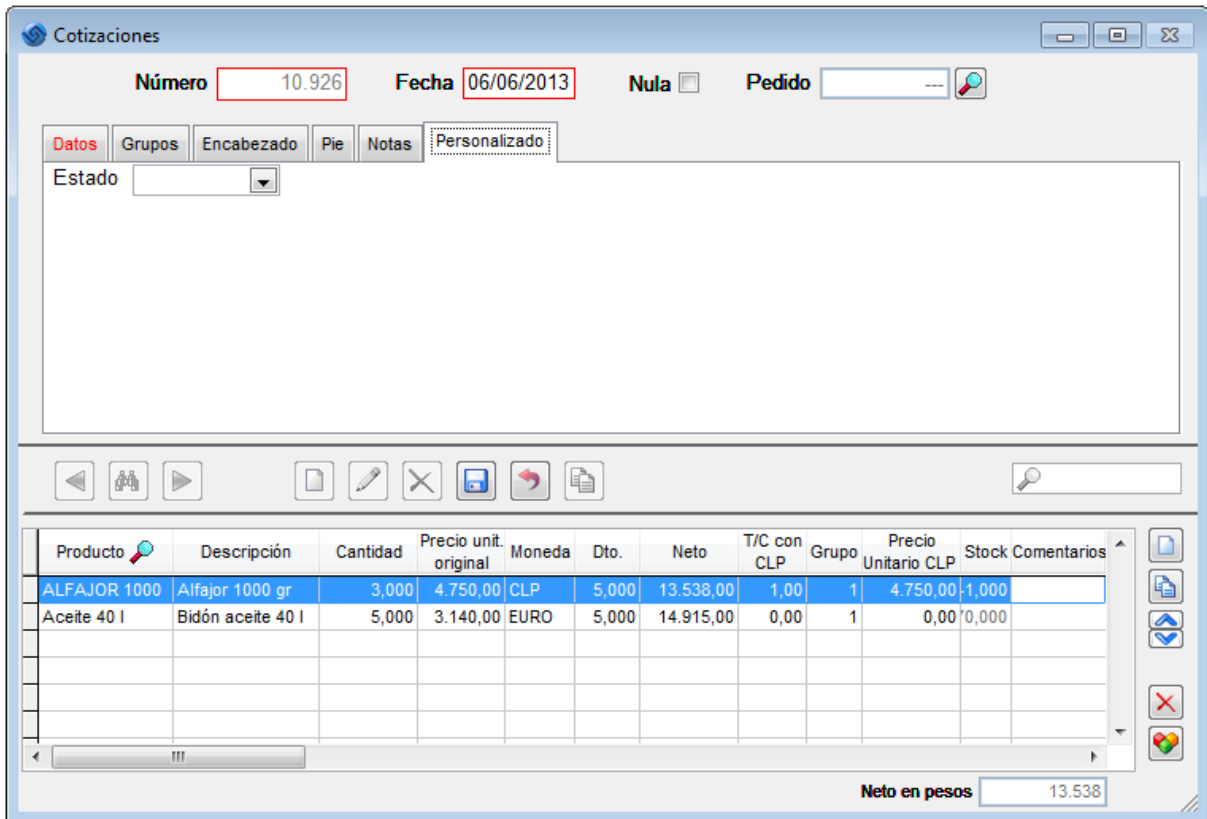 Cotizaciones
Número 10.926 Fecha 06/06/2013 Nula Pedido ---
Datos Grupos Encabezado Pie Notas Personalizado
Estado
Producto Descripción Cantidad Precio unit. original Moneda Dto. Neto T/C con CLP Grupo Precio Unitario CLP Stock Comentarios
ALFAJOR 1000 Alfajor 1000 gr 3,000 4.750,00 CLP 5,000 13.538,00 1,00 1 4.750,00 -1,000
Aceite 40 l Bidón aceite 40 l 5,000 3.140,00 EURO 5,000 14.915,00 0,00 1 0,00
Neto en pesos 13.538